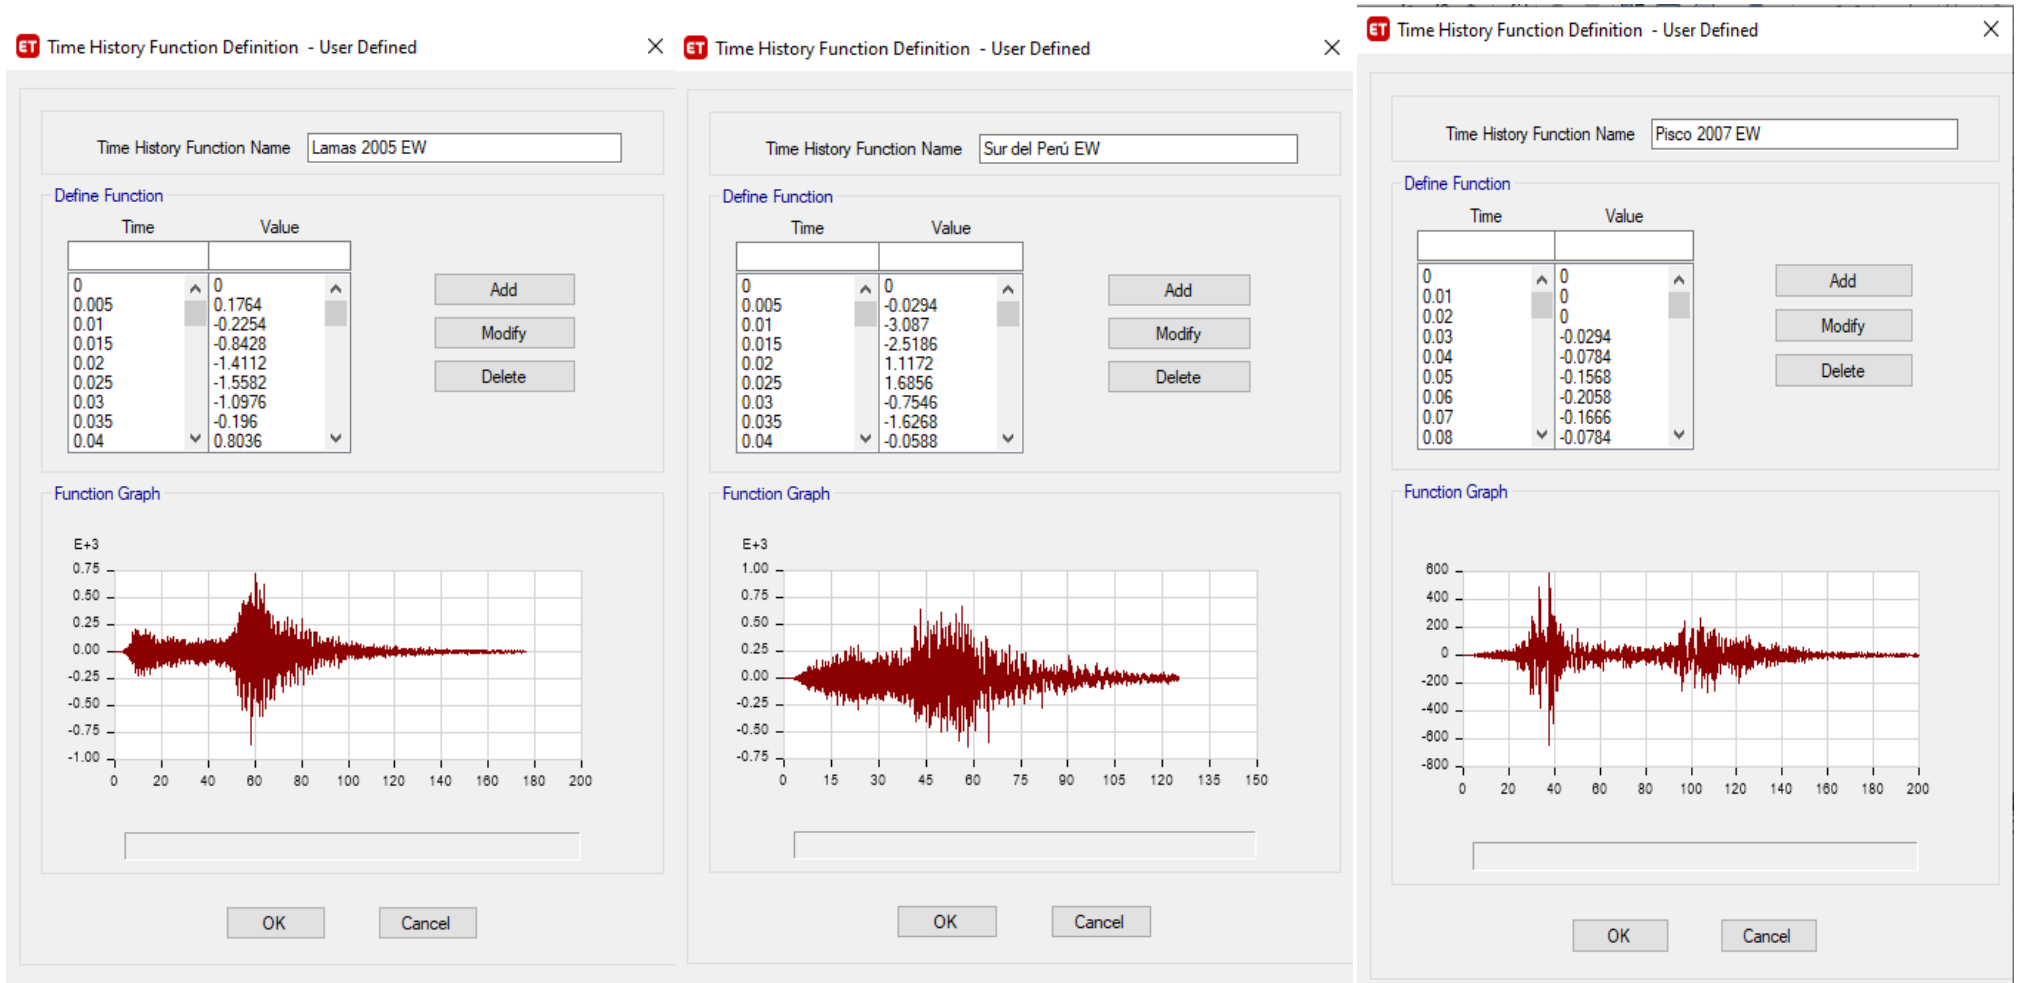 ET Time History Function Definition - User Defined
Time History Function Name Lamas 2005 EW
Define Function
Time Value
0 0
0.005 0.1764
0.01 -0.2254
0.015 -0.8428
0.02 -1.4112
0.025 -1.5582
0.03 -1.0976
0.035 -0.196
0.04 0.8036
Add
Modify
Delete
Function Graph
E+3
0.75
0.50
0.25
0.00
-0.25
-0.50
-0.75
-1.00
0 20 40 60 80 100 120 140 160 180 200
OK Cancel
ET Time History Function Definition - User Defined
Time History Function Name Sur del Perú EW
Define Function
Time Value
0 0
0.005 -0.0294
0.01 -3.087
0.015 -2.5186
0.02 1.1172
0.025 1.6856
0.03 -0.7546
0.035 -1.6268
0.04 -0.0588
Add
Modify
Delete
Function Graph
E+3
1.00
0.75
0.50
0.25
0.00
-0.25
-0.50
-0.75
0 15 30 45 60 75 90 105 120 135 150
OK Cancel
ET Time History Function Definition - User Defined
Time History Function Name Pisco 2007 EW
Define Function
Time Value
0 0
0.01 0
0.02 0
0.03 -0.0294
0.04 -0.0784
0.05 -0.1568
0.06 -0.2058
0.07 -0.1666
0.08 -0.0784
Add
Modify
Delete
Function Graph
600
400
200
0
-200
-400
-600
-800
0 20 40 60 80 100 120 140 160 180 200
OK Cancel